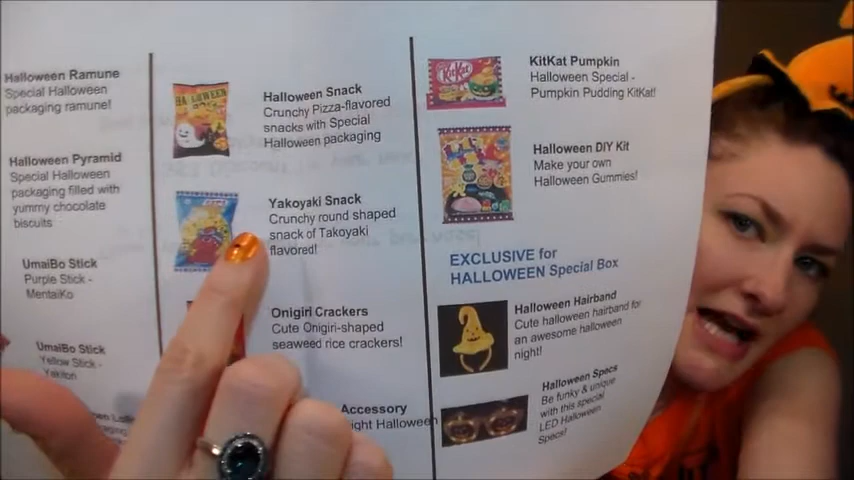 Halloween Ramune
Special Halloween
packaging ramune!
Halloween Pyramid
Special Halloween
packaging filled with
yummy chocolate
biscuits
UmaiBo Stick
Purple Stick -
MentaiKo
UmaiBo Stick
Yellow Stick -
Yakitori
HALLOWEEN
Halloween Snack
Crunchy Pizza-flavored
snacks with Special
Halloween packaging
Yakoyaki Snack
Crunchy round shaped
snack of Takoyaki
flavored!
Onigiri Crackers
Cute Onigiri-shaped
seaweed rice crackers!
Accessory
ight Halloween
KitKat
KitKat Pumpkin
Halloween Special -
Pumpkin Pudding KitKat!
Halloween DIY Kit
Make your own
Halloween Gummies!
EXCLUSIVE for
HALLOWEEN Special Box
Halloween Hairband
Cute halloween hairband for
an awesome halloween
night!
Halloween Specs
Be funky & unique
with this special
LED Halloween
Specs!